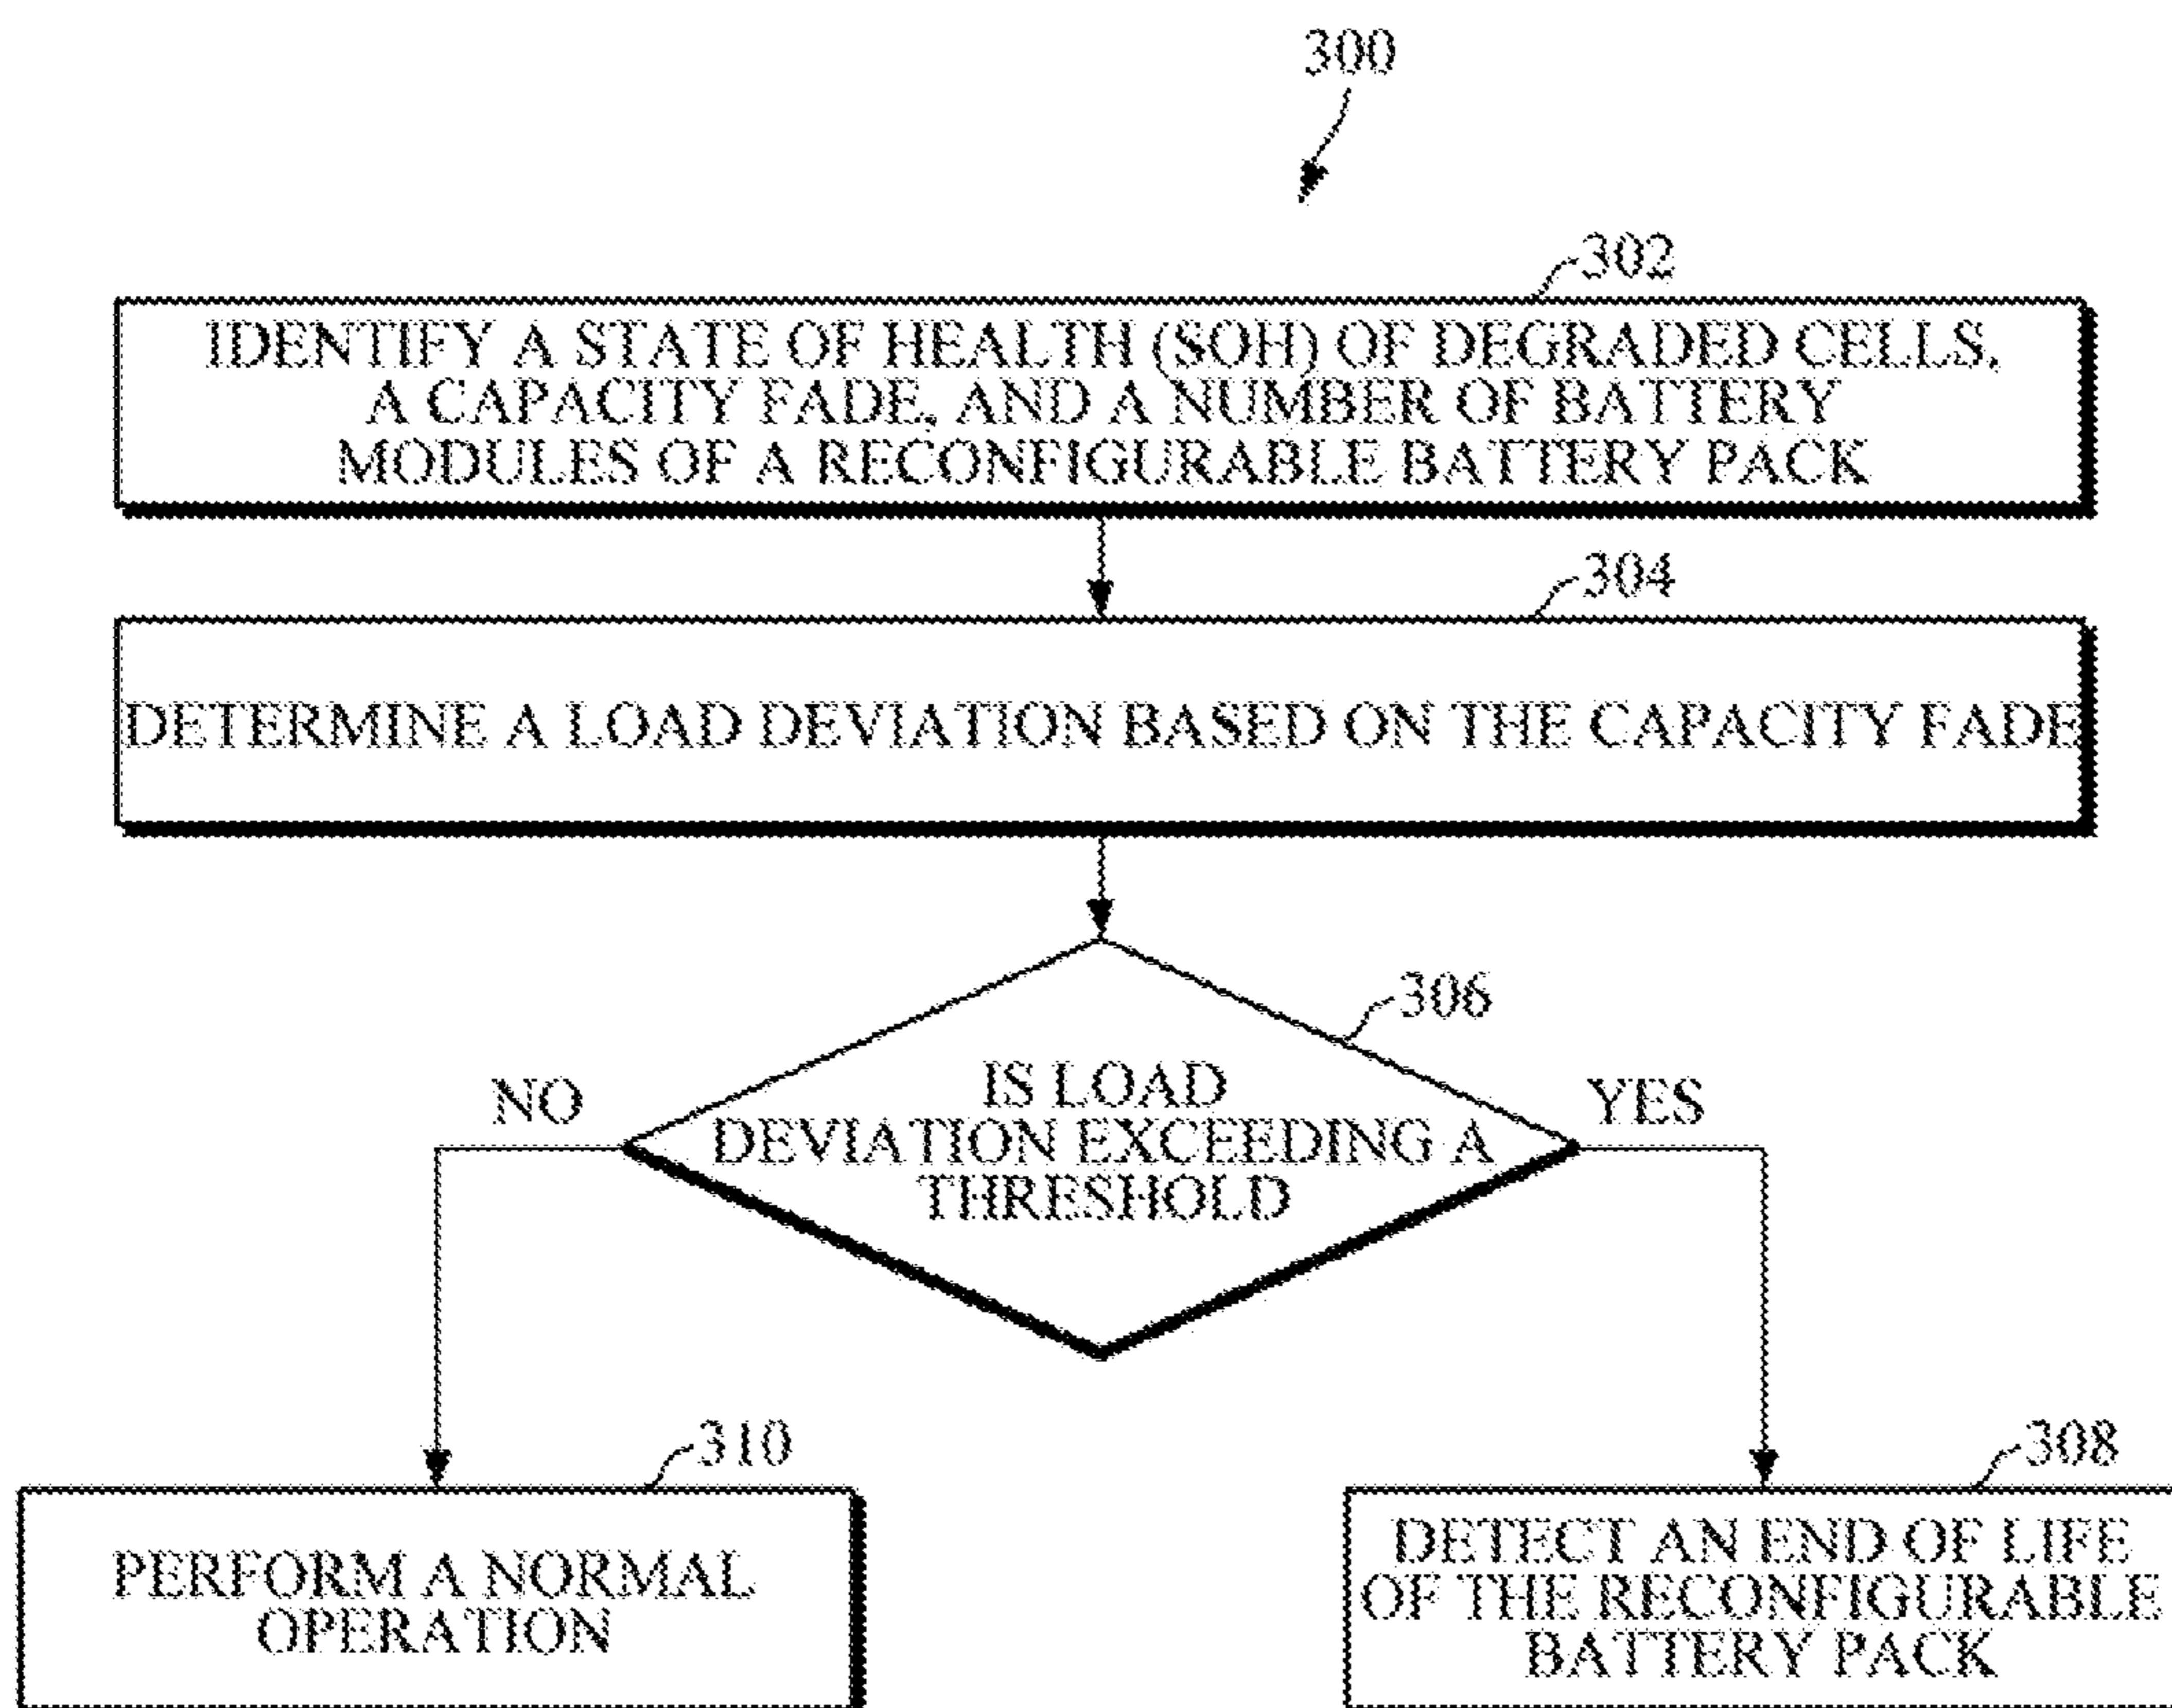 300
302
IDENTIFY A STATE OF HEALTH (SOH) OF DEGRADED CELLS,
A CAPACITY FADE, AND A NUMBER OF BATTERY
MODULES OF A RECONFIGURABLE BATTERY PACK
304
DETERMINE A LOAD DEVIATION BASED ON THE CAPACITY FADE
306
IS LOAD
DEVIATION EXCEEDING A
THRESHOLD
NO
YES
310
PERFORM A NORMAL
OPERATION
308
DETECT AN END OF LIFE
OF THE RECONFIGURABLE
BATTERY PACK